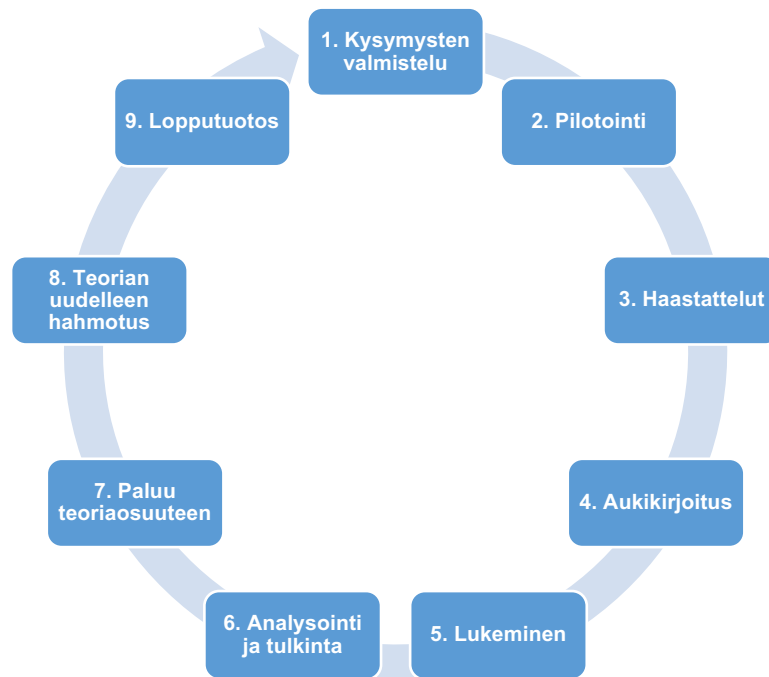 1. Kysymysten
valmistelu
2. Pilotointi
3. Haastattelut
4. Aukikirjoitus
5. Lukeminen
6. Analysointi
ja tulkinta
7. Paluu
teoriaosuuteen
8. Teorian
uudelleen
hahmotus
9. Lopputuotos